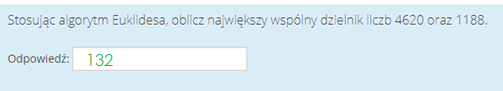 Stosując algorytm Euklidesa, oblicz największy wspólny dzielnik liczb 4620 oraz 1188.
Odpowiedź: 132